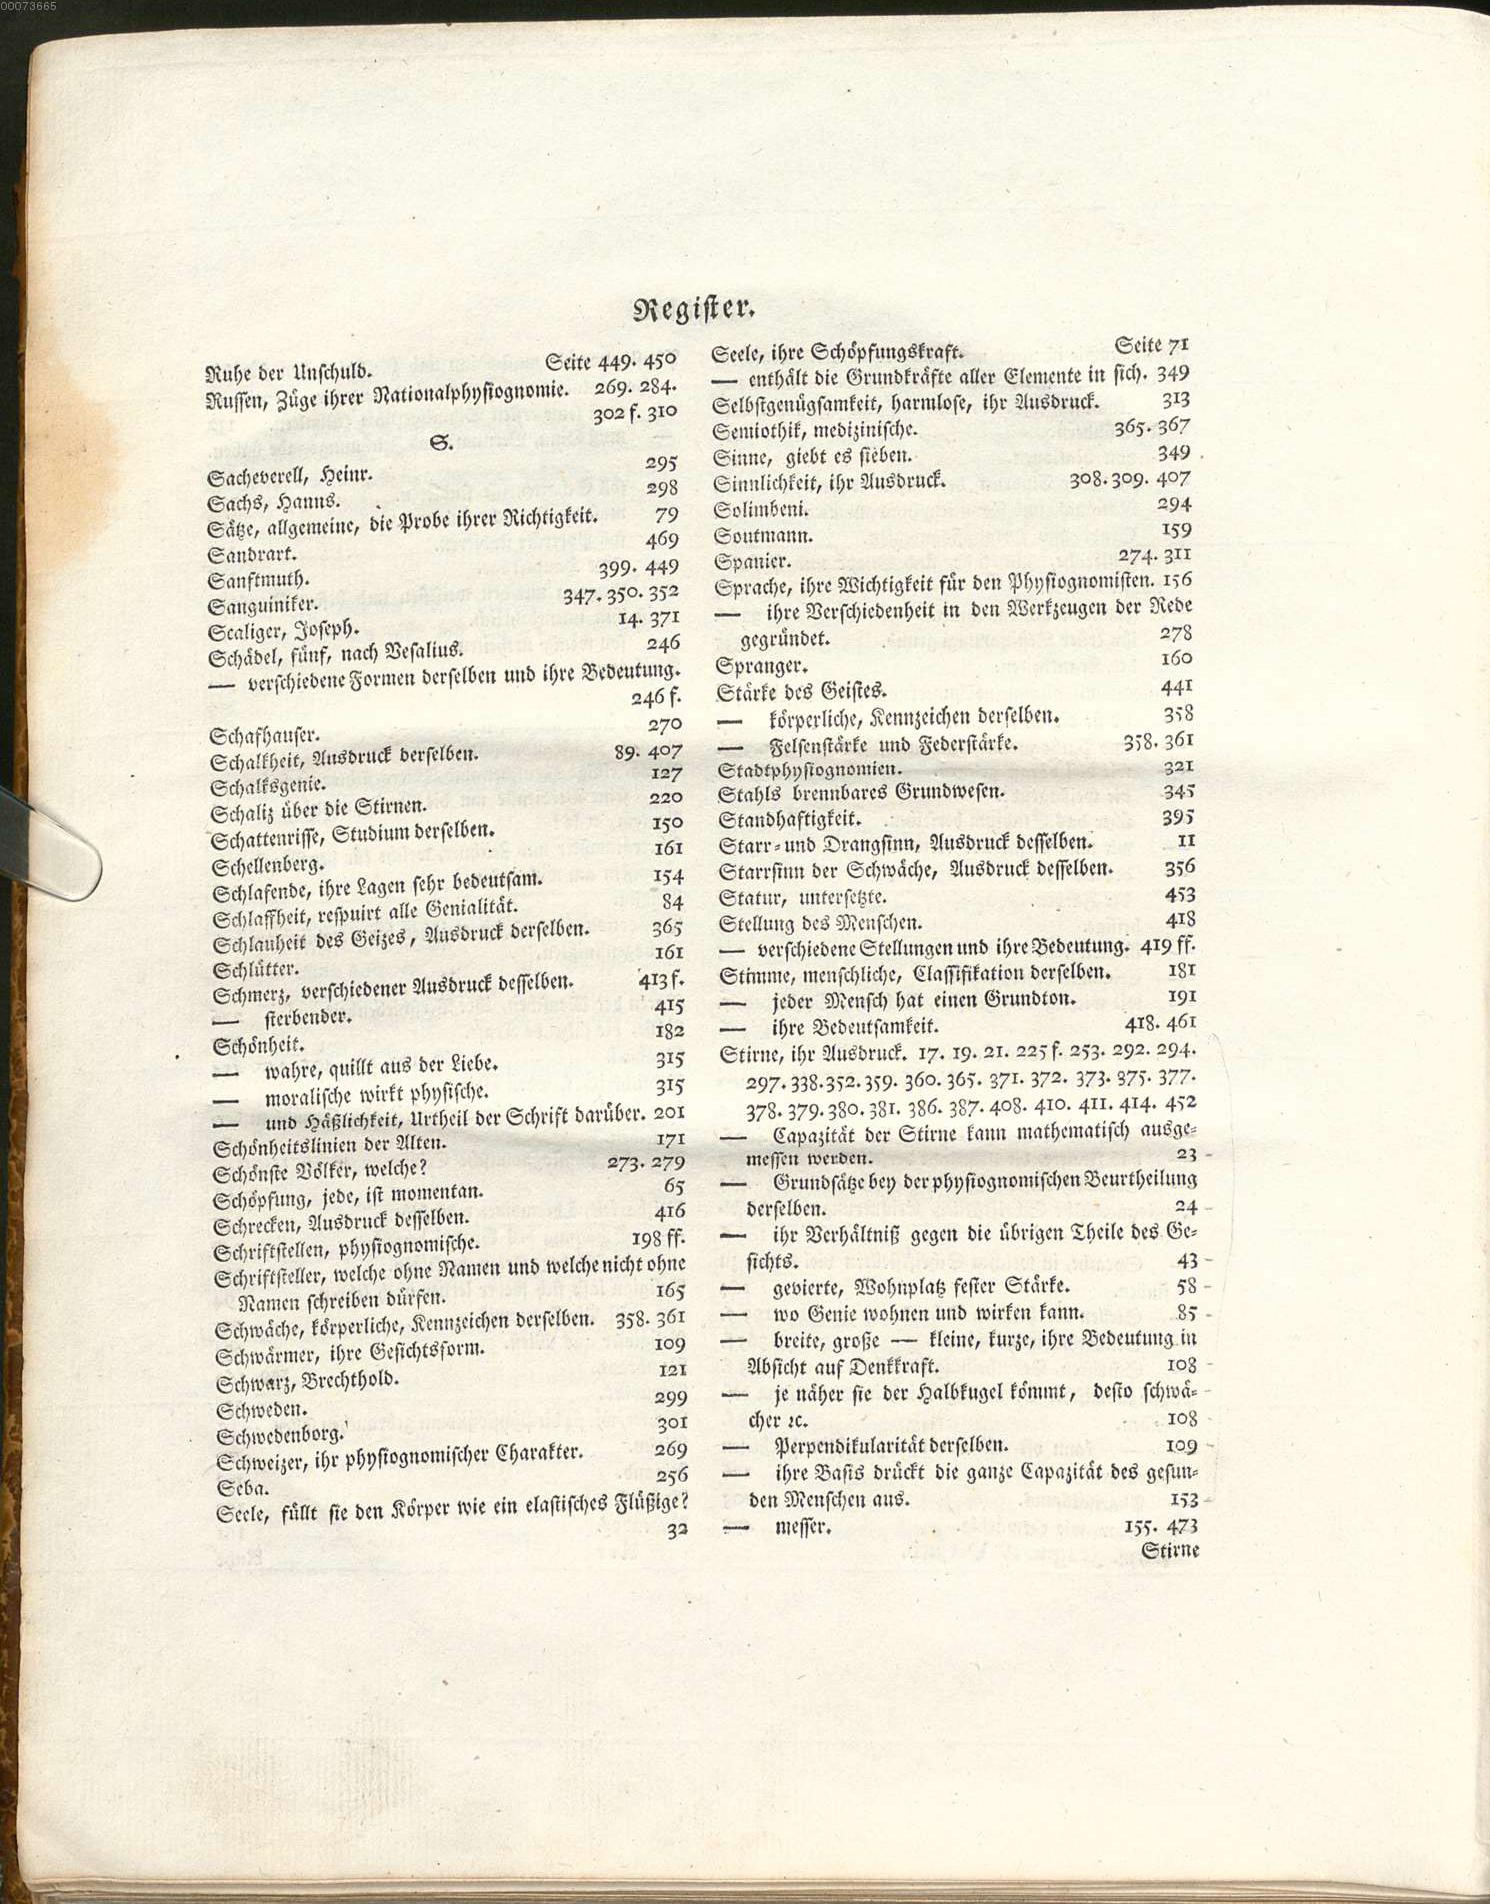 00073665
Register.
Ruhe der Unschuld. Seite 449. 450
Russen, Züge ihrer Nationalphysiognomie. 269. 284.
302 f. 310
S.
Sacheverell, Heinr. 295
Sachs, Hanns. 298
Sätze, allgemeine, die Probe ihrer Richtigkeit. 79
Sandrart. 469
Sanftmuth. 399. 449
Sanguiniker. 347. 350. 352
Scaliger, Joseph. 14. 371
Schädel, fünf, nach Vesalius. 246
— verschiedene Formen derselben und ihre Bedeutung.
246 f.
Schafhauser. 270
Schalkheit, Ausdruck derselben. 89. 407
Schalksgenie. 127
Schaliz über die Stirnen. 220
Schattenrisse, Studium derselben. 150
Schellenberg. 161
Schlafende, ihre Lagen sehr bedeutsam. 154
Schlaffheit, respuirt alle Genialität. 84
Schlauheit des Geizes, Ausdruck derselben. 365
Schlütter. 161
Schmerz, verschiedener Ausdruck desselben. 413 f.
— sterbender. 415
Schönheit. 182
— wahre, quillt aus der Liebe. 315
— moralische wirkt physische. 315
— und Häßlichkeit, Urtheil der Schrift darüber. 201
Schönheitslinien der Alten. 171
Schönste Völker, welche? 273. 279
Schöpfung, jede, ist momentan. 65
Schrecken, Ausdruck desselben. 416
Schriftstellen, physiognomische. 198 ff.
Schriftsteller, welche ohne Namen und welche nicht ohne
Namen schreiben dürfen. 165
Schwäche, körperliche, Kennzeichen derselben. 358. 361
Schwärmer, ihre Gesichtsform. 109
Schwarz, Brechthold. 121
Schweden. 299
Schwedenborg. 301
Schweizer, ihr physiognomischer Charakter. 269
Seba. 256
Seele, füllt sie den Körper wie ein elastisches Flüßige?
32
Seele, ihre Schöpfungskraft. Seite 71
— enthält die Grundkräfte aller Elemente in sich. 349
Selbstgenügsamkeit, harmlose, ihr Ausdruck. 313
Semiothik, medizinische. 365. 367
Sinne, giebt es sieben. 349
Sinnlichkeit, ihr Ausdruck. 308. 309. 407
Solimbeni. 294
Soutmann. 159
Spanier. 274. 311
Sprache, ihre Wichtigkeit für den Physiognomisten. 156
— ihre Verschiedenheit in den Werkzeugen der Rede
gegründet. 278
Spranger. 160
Stärke des Geistes. 441
— körperliche, Kennzeichen derselben. 358
— Felsenstärke und Federstärke. 358. 361
Stadtphysiognomien. 321
Stahls brennbares Grundwesen. 345
Standhaftigkeit. 395
Starr- und Drangsinn, Ausdruck desselben. 11
Starrsinn der Schwäche, Ausdruck desselben. 356
Statur, untersetzte. 453
Stellung des Menschen. 418
— verschiedene Stellungen und ihre Bedeutung. 419 ff.
Stimme, menschliche, Classifikation derselben. 181
— jeder Mensch hat einen Grundton. 191
— ihre Bedeutsamkeit. 418. 461
Stirne, ihr Ausdruck. 17. 19. 21. 225 f. 253. 292. 294.
297. 338. 352. 359. 360. 365. 371. 372. 373. 375. 377.
378. 379. 380. 381. 386. 387. 408. 410. 411. 414. 452
— Capazität der Stirne kann mathematisch ausge-
messen werden. 23
— Grundsätze bey der physiognomischen Beurtheilung
derselben. 24
— ihr Verhältniß gegen die übrigen Theile des Ge-
sichts. 43
— gevierte, Wohnplatz fester Stärke. 58
— wo Genie wohnen und wirken kann. 85
— breite, große — kleine, kurze, ihre Bedeutung in
Absicht auf Denkkraft. 108
— je näher sie der Halbkugel kömmt, desto schwä-
cher ꝛc. 108
— Perpendikularität derselben. 109
— ihre Basis drückt die ganze Capazität des gesun-
den Menschen aus. 153
— messer. 155. 473
Stirne